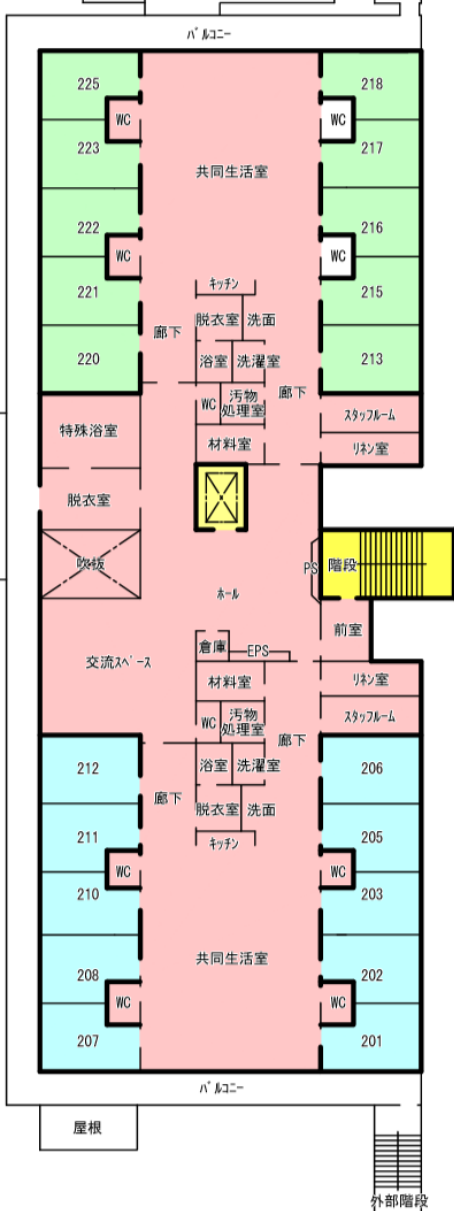 バルコニー
225
218
WC
WC
223
217
共同生活室
222
216
WC
WC
キッチン
221
215
脱衣室
洗面
廊下
220
浴室
洗濯室
213
廊下
WC
汚物
処理室
スタッフルーム
特殊浴室
材料室
リネン室
脱衣室
吹抜
PS
階段
ホール
前室
倉庫
EPS
交流スペース
材料室
リネン室
WC
汚物
処理室
スタッフルーム
廊下
212
浴室
洗濯室
206
廊下
脱衣室
洗面
211
205
キッチン
WC
WC
210
203
共同生活室
208
202
WC
WC
207
201
バルコニー
屋根
外部階段